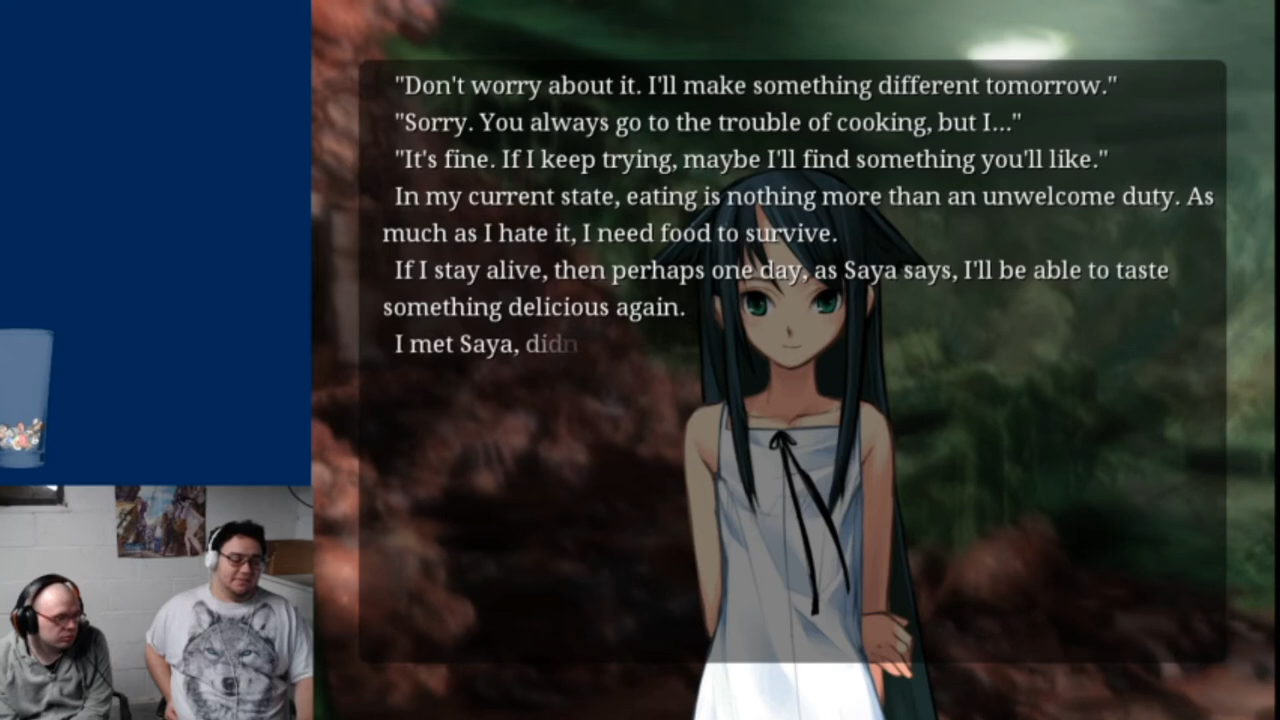 "Don't worry about it. I'll make something different tomorrow."
"Sorry. You always go to the trouble of cooking, but I..."
"It's fine. If I keep trying, maybe I'll find something you'll like."
In my current state, eating is nothing more than an unwelcome duty. As
much as I hate it, I need food to survive.
If I stay alive, then perhaps one day, as Saya says, I'll be able to taste
something delicious again.
I met Saya, didn